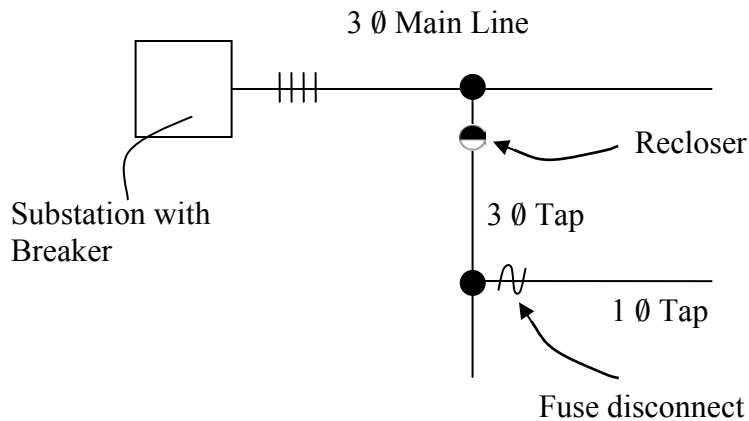 3 Ø Main Line
Recloser
Substation with
Breaker
3 Ø Tap
1 Ø Tap
Fuse disconnect